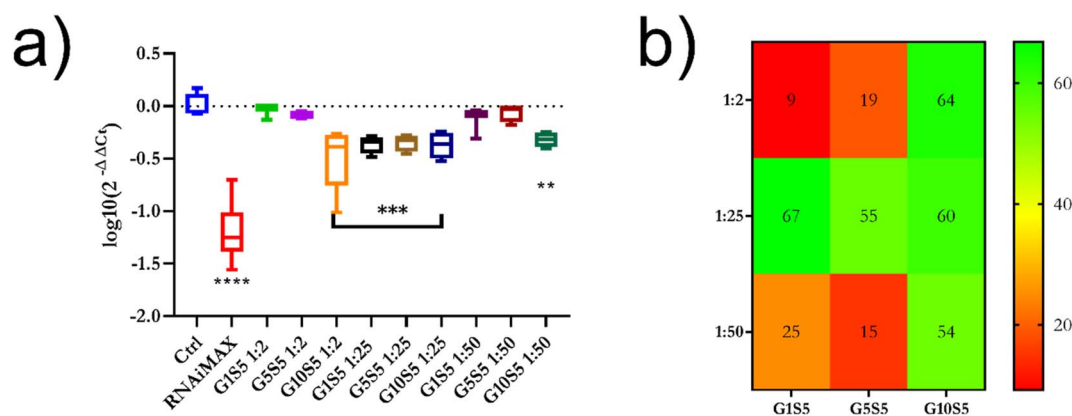 a)
log10(2 -Δ ΔCt)
0.5
0.0
-0.5
-1.0
-1.5
-2.0
****
***
**
Ctrl
RNAiMAX
G1S5 1:2
G5S5 1:2
G10S5 1:2
G1S5 1:25
G5S5 1:25
G10S5 1:25
G1S5 1:50
G5S5 1:50
G10S5 1:50
b)
1:2
9 19 64
1:25
67 55 60
1:50
25 15 54
G1S5 G5S5 G10S5
60
40
20